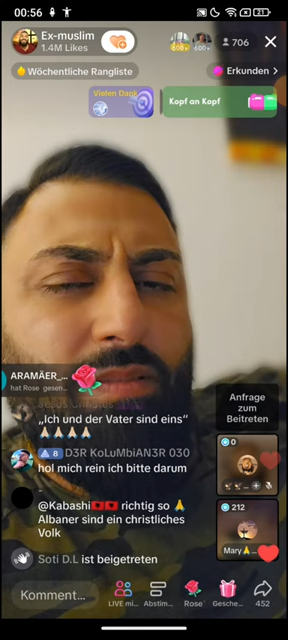 00:56
21
Ex-muslim
1.4M Likes
600+
600+
706
Wöchentliche Rangliste
Erkunden
Vielen Dank
Kopf an Kopf
ARAMÄER_...
hat Rose gesen...
„Ich und der Vater sind eins“
🙏🙏🙏🙏
8 D3R KoLuMbiAN3R 030
hol mich rein ich bitte darum
-
@Kabashi🇦🇱🇦🇱 richtig so 🙏
Albaner sind ein christliches
Volk
Soti D.L ist beigetreten
Anfrage
zum
Beitreten
0
212
Mary🙏...
Komment...
LIVE mi...
Abstim...
Rose
Gesche...
452